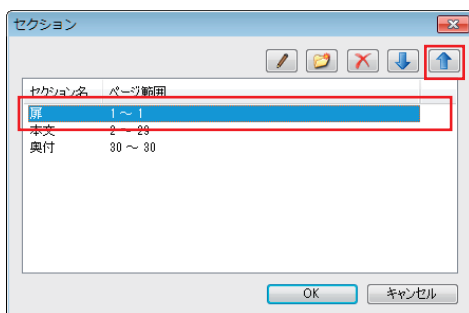 セクション
セクション名 ページ範囲
扉 1 ～ 1
本文 2 ～ 29
奥付 30 ～ 30
OK キャンセル